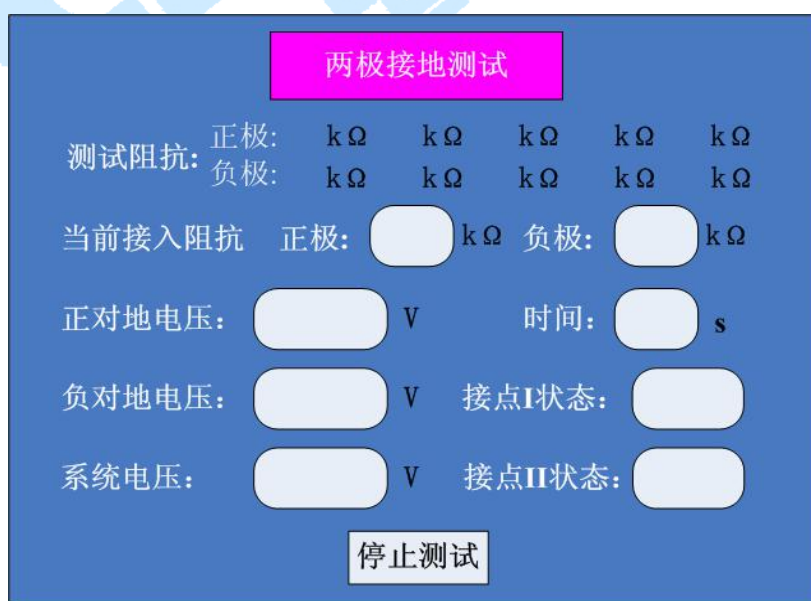 两极接地测试
测试阻抗: 正极: kΩ kΩ kΩ kΩ kΩ
负极: kΩ kΩ kΩ kΩ kΩ
当前接入阻抗 正极: kΩ 负极: kΩ
正对地电压: V 时间: s
负对地电压: V 接点I状态:
系统电压: V 接点II状态:
停止测试